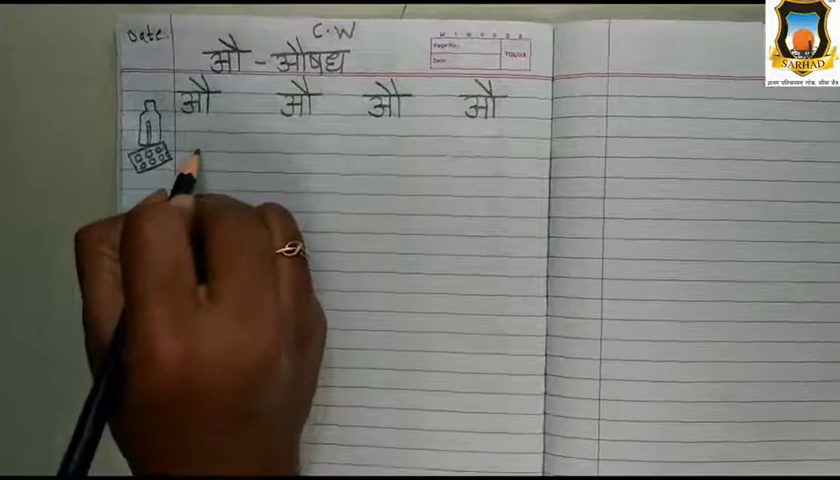 Date
C.W
M T W T F S S
Page No.:
Date:
YOUVA
औ - औषध
औ औ औ औ
SARHAD